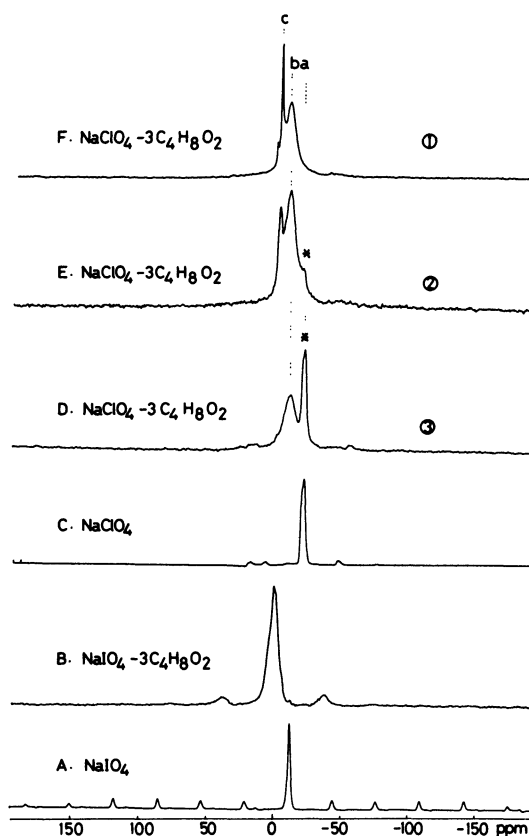 c
ba
F. NaClO₄ -3C₄H₈O₂ ①
*
E. NaClO₄ -3C₄H₈O₂ ②
*
D. NaClO₄ -3C₄H₈O₂ ③
C. NaClO₄
B. NaIO₄ -3C₄H₈O₂
A. NaIO₄
150 100 50 0 -50 -100 -150 ppm